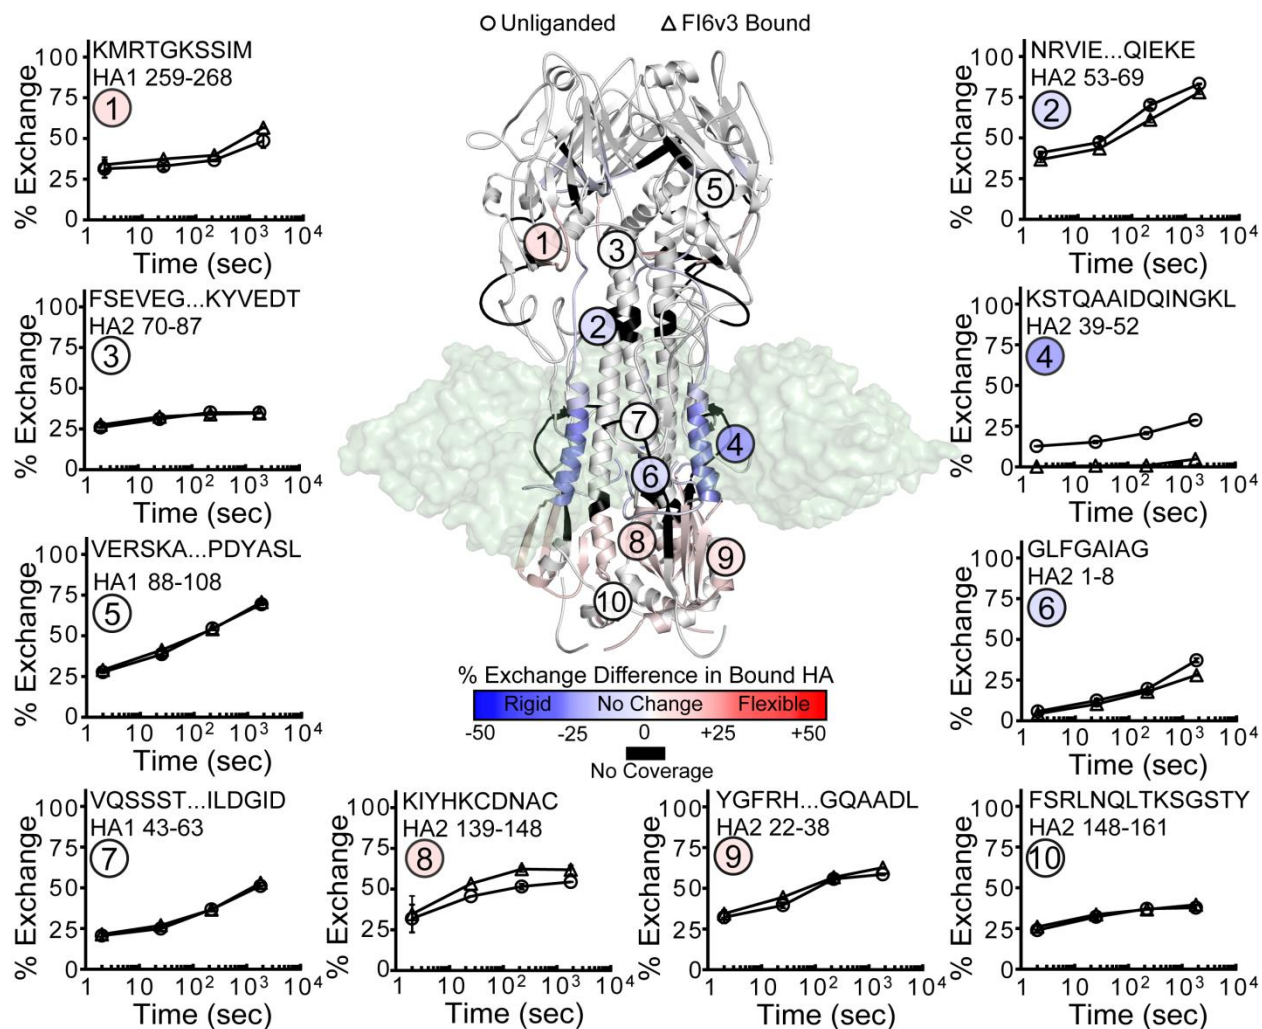 ○ Unliganded △ FI6v3 Bound
KMRTGKSSIM
HA1 259-268
1
% Exchange
100
75
50
25
0
1 10 10² 10³ 10⁴
Time (sec)
NRVIE...QIEKE
HA2 53-69
2
% Exchange
100
75
50
25
0
1 10 10² 10³ 10⁴
Time (sec)
FSEVEG...KYVEDT
HA2 70-87
3
% Exchange
100
75
50
25
0
1 10 10² 10³ 10⁴
Time (sec)
KSTQAAIDQINGKL
HA2 39-52
4
% Exchange
100
75
50
25
0
1 10 10² 10³ 10⁴
Time (sec)
VERSKA...PDYASL
HA1 88-108
5
% Exchange
100
75
50
25
0
1 10 10² 10³ 10⁴
Time (sec)
GLFGAIAG
HA2 1-8
6
% Exchange
100
75
50
25
0
1 10 10² 10³ 10⁴
Time (sec)
5
1
3
2
7
4
6
8
9
10
% Exchange Difference in Bound HA
Rigid No Change Flexible
-50 -25 0 +25 +50
No Coverage
VQSSST...ILDGID
HA1 43-63
7
% Exchange
100
75
50
25
0
1 10 10² 10³ 10⁴
Time (sec)
KIYHKCDNAC
HA2 139-148
8
% Exchange
100
75
50
25
0
1 10 10² 10³ 10⁴
Time (sec)
YGFRH...GQAADL
HA2 22-38
9
% Exchange
100
75
50
25
0
1 10 10² 10³ 10⁴
Time (sec)
FSRLNQLTKSGSTY
HA2 148-161
10
% Exchange
100
75
50
25
0
1 10 10² 10³ 10⁴
Time (sec)